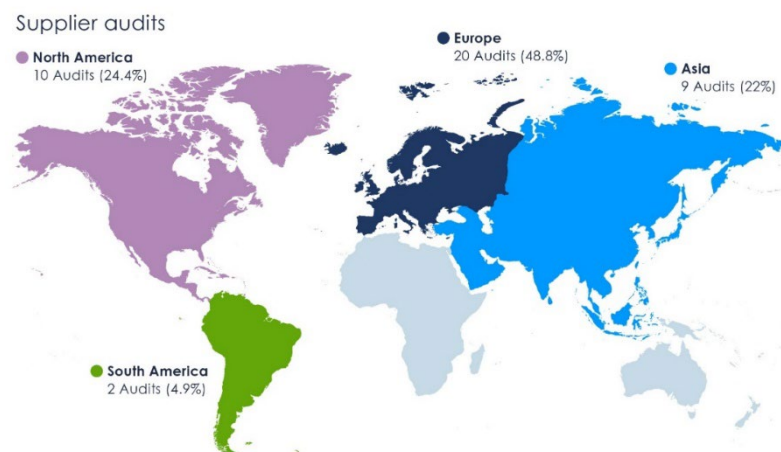 Supplier audits
North America
10 Audits (24.4%)
Europe
20 Audits (48.8%)
Asia
9 Audits (22%)
South America
2 Audits (4.9%)